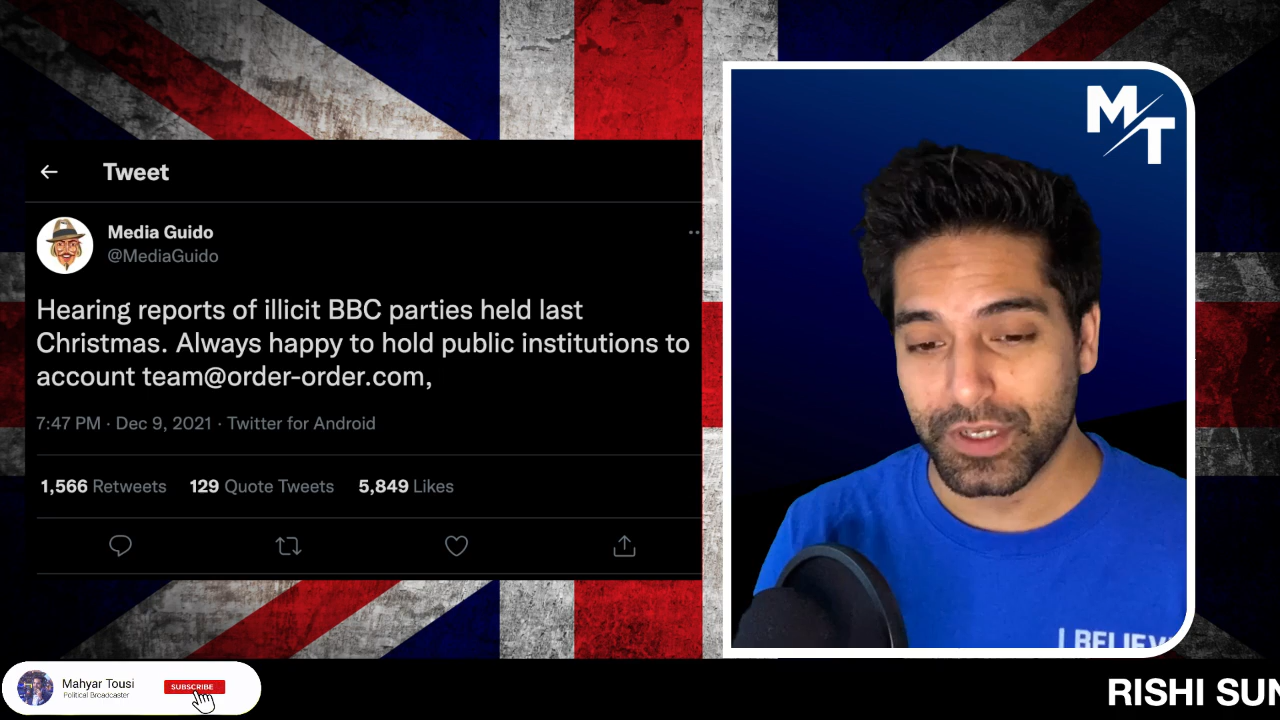 Tweet
Media Guido
@MediaGuido
Hearing reports of illicit BBC parties held last
Christmas. Always happy to hold public institutions to
account team@order-order.com,
7:47 PM · Dec 9, 2021 · Twitter for Android
1,566 Retweets 129 Quote Tweets 5,849 Likes
MT
I BELIEV
Mahyar Tousi
Political Broadcaster
SUBSCRIBE
RISHI SUN